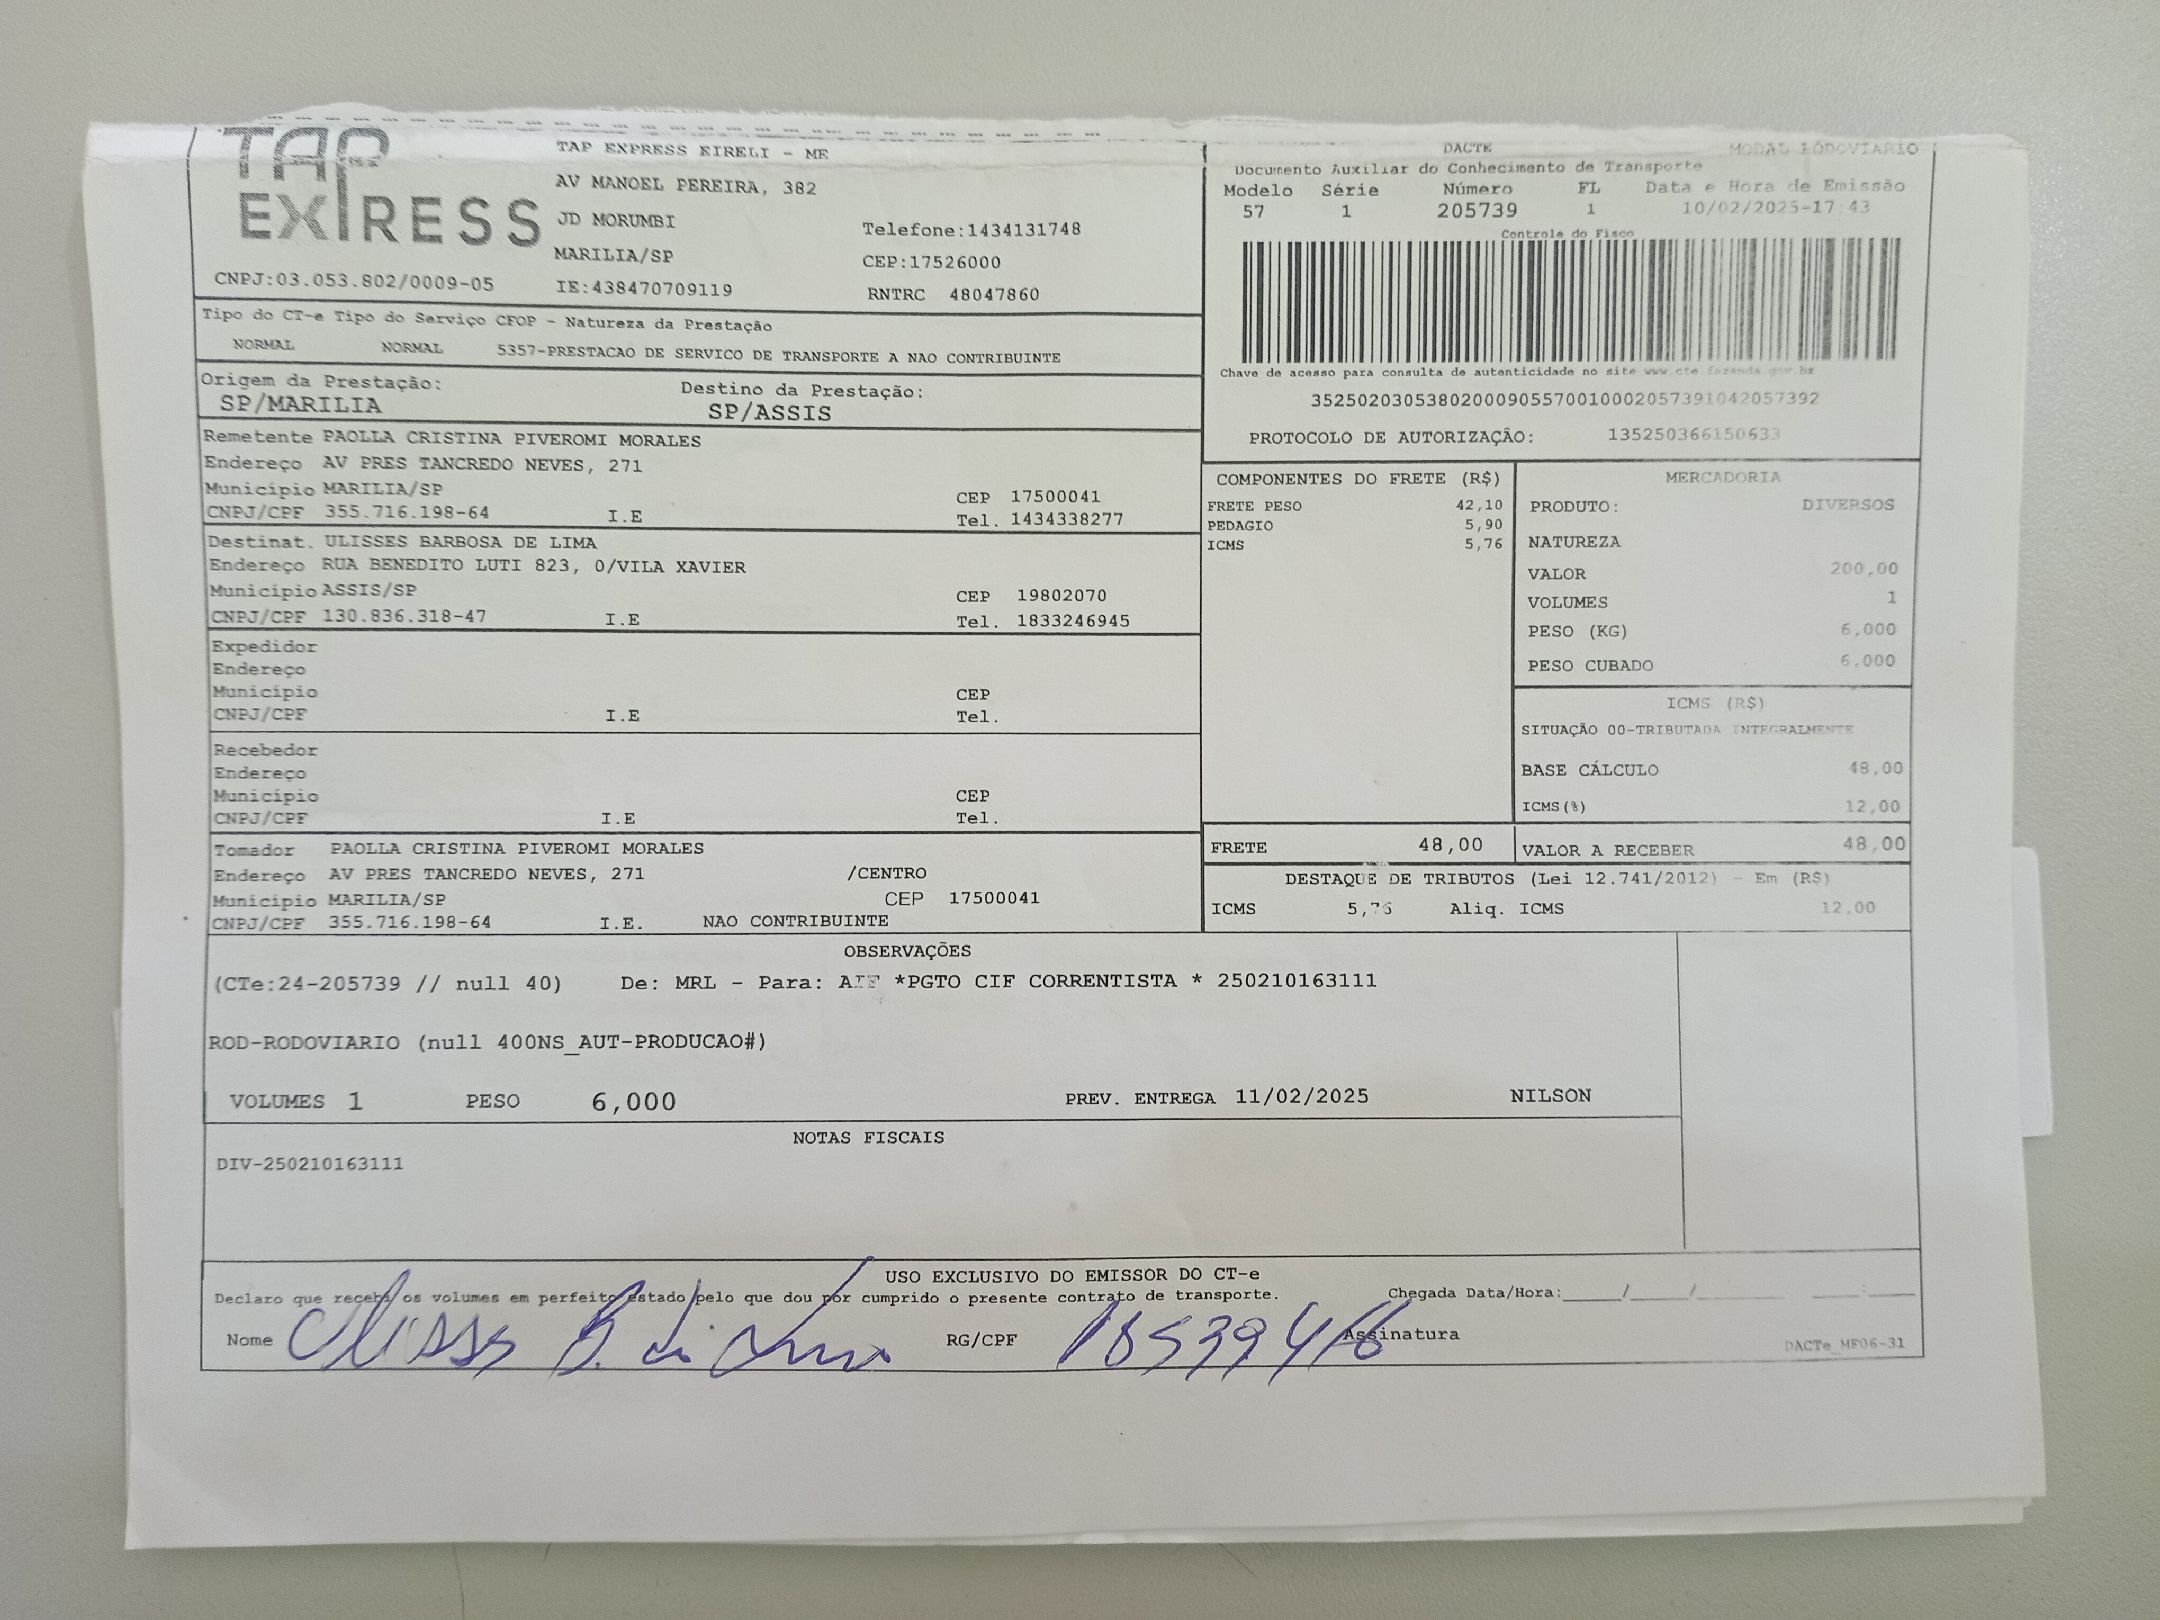 TAP
EXPRESS
CNPJ:03.053.802/0009-05
TAP EXPRESS EIRELI - ME
AV MANOEL PEREIRA, 382
JD MORUMBI
MARILIA/SP
IE:438470709119
Telefone:1434131748
CEP:17526000
RNTRC 48047860
DACTE MODAL RODOVIARIO
Documento Auxiliar do Conhecimento de Transporte
Modelo Série Número FL Data e Hora de Emissão
57 1 205739 1 10/02/2025-17:43
Controle do Fisco
Chave de acesso para consulta de autenticidade no site www.cte.fazenda.gov.br
35250203053802000905570010002057391042057392
PROTOCOLO DE AUTORIZAÇÃO: 135250366150633
Tipo do CT-e Tipo do Serviço CFOP - Natureza da Prestação
NORMAL NORMAL 5357-PRESTACAO DE SERVICO DE TRANSPORTE A NAO CONTRIBUINTE
Origem da Prestação: Destino da Prestação:
SP/MARILIA SP/ASSIS
Remetente PAOLLA CRISTINA PIVEROMI MORALES
Endereço AV PRES TANCREDO NEVES, 271
Município MARILIA/SP CEP 17500041
CNPJ/CPF 355.716.198-64 I.E Tel. 1434338277
Destinat. ULISSES BARBOSA DE LIMA
Endereço RUA BENEDITO LUTI 823, 0/VILA XAVIER
Município ASSIS/SP CEP 19802070
CNPJ/CPF 130.836.318-47 I.E Tel. 1833246945
Expedidor
Endereço
Município CEP
CNPJ/CPF I.E Tel.
Recebedor
Endereço
Município CEP
CNPJ/CPF I.E Tel.
Tomador PAOLLA CRISTINA PIVEROMI MORALES
Endereço AV PRES TANCREDO NEVES, 271 /CENTRO
Município MARILIA/SP CEP 17500041
CNPJ/CPF 355.716.198-64 I.E. NAO CONTRIBUINTE
COMPONENTES DO FRETE (R$)
FRETE PESO 42,10
PEDAGIO 5,90
ICMS 5,76
MERCADORIA
PRODUTO: DIVERSOS
NATUREZA
VALOR 200,00
VOLUMES 1
PESO (KG) 6,000
PESO CUBADO 6.000
ICMS (R$)
SITUAÇÃO 00-TRIBUTADA INTEGRALMENTE
BASE CÁLCULO 48,00
ICMS(%) 12,00
FRETE 48,00 VALOR A RECEBER 48,00
DESTAQUE DE TRIBUTOS (Lei 12.741/2012) - Em (R$)
ICMS 5,76 Aliq. ICMS 12,00
OBSERVAÇÕES
(CTe:24-205739 // null 40) De: MRL - Para: *PGTO CIF CORRENTISTA * 250210163111
ROD-RODOVIARIO (null 400NS_AUT-PRODUCAO#)
VOLUMES 1 PESO 6,000 PREV. ENTREGA 11/02/2025 NILSON
NOTAS FISCAIS
DIV-250210163111
USO EXCLUSIVO DO EMISSOR DO CT-e
Declaro que recebi os volumes em perfeito estado pelo que dou por cumprido o presente contrato de transporte. Chegada Data/Hora:____/____/______ ____:____
Nome Ulisses B. de Lima RG/CPF Assinatura
DACTe_MF06-31